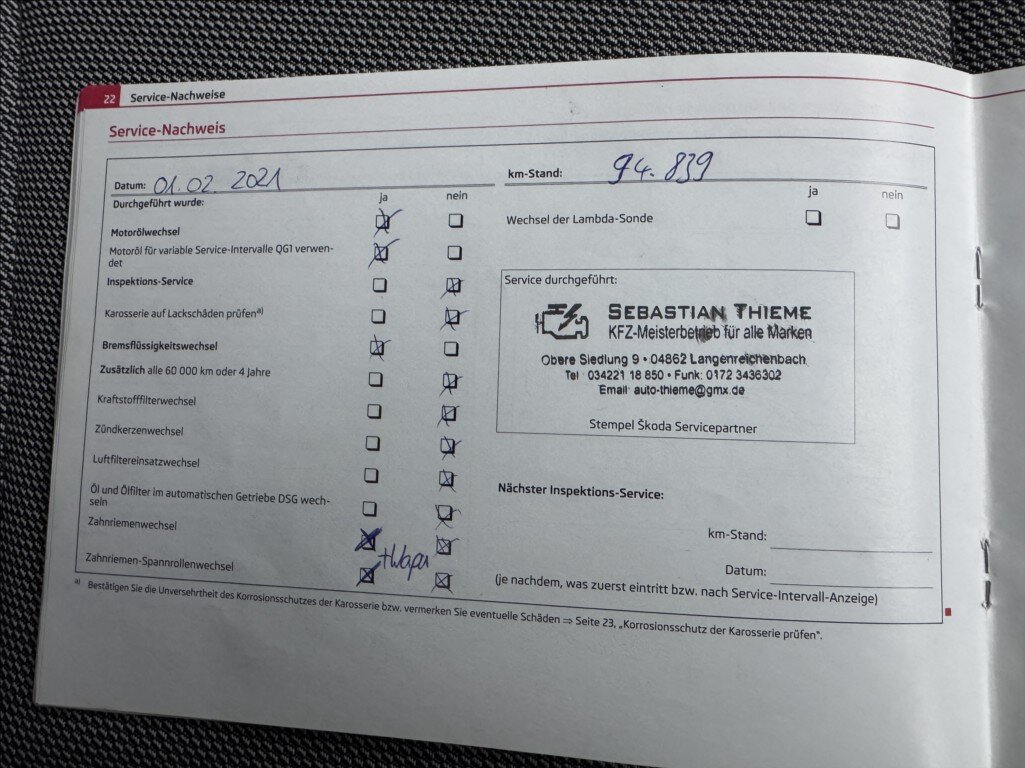 22 Service-Nachweise
Service-Nachweis
Datum: 01.02.2021
km-Stand: 94.839
Durchgeführt wurde:
ja nein
ja nein
Motorölwechsel
Wechsel der Lambda-Sonde
Motoröl für variable Service-Intervalle QG1 verwen-
det
Inspektions-Service
Karosserie auf Lackschäden prüfen a)
Bremsflüssigkeitswechsel
Zusätzlich alle 60 000 km oder 4 Jahre
Kraftstofffilterwechsel
Zündkerzenwechsel
Luftfiltereinsatzwechsel
Öl und Ölfilter im automatischen Getriebe DSG wech-
seln
Zahnriemenwechsel
+Wapu
Zahnriemen-Spannrollenwechsel
Service durchgeführt:
SEBASTIAN THIEME
KFZ-Meisterbetrieb für alle Marken
Obere Siedlung 9 • 04862 Langenreichenbach
Tel 034221 18 850 • Funk: 0172 3436302
Email: auto-thieme@gmx.de
Stempel Škoda Servicepartner
Nächster Inspektions-Service:
km-Stand:
Datum:
(je nachdem, was zuerst eintritt bzw. nach Service-Intervall-Anzeige)
a) Bestätigen Sie die Unversehrtheit des Korrosionsschutzes der Karosserie bzw. vermerken Sie eventuelle Schäden ⇒ Seite 23, „Korrosionsschutz der Karosserie prüfen“.